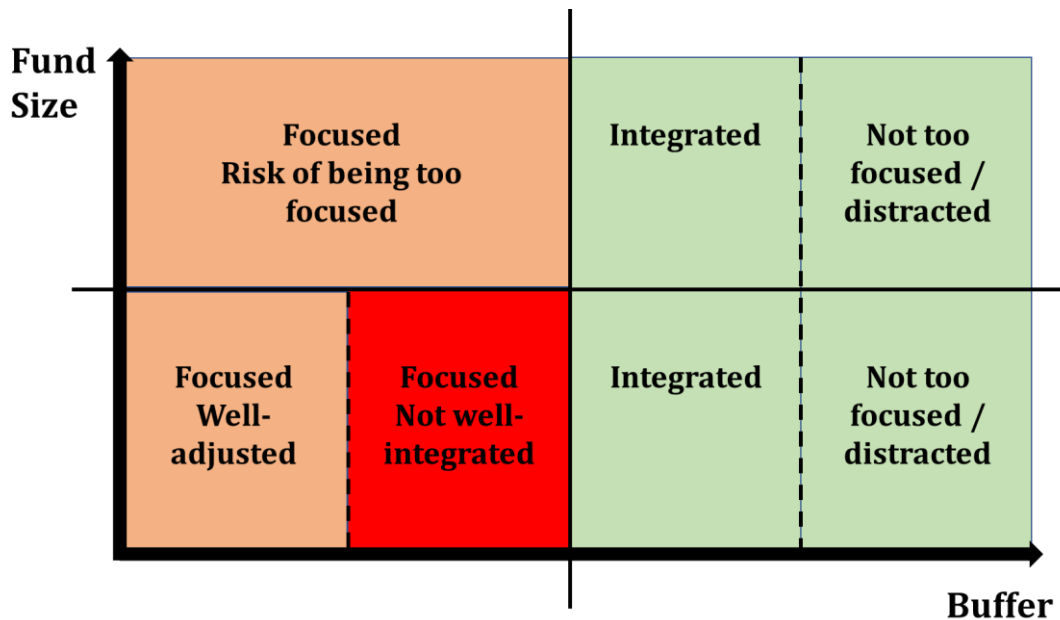 Fund
Size
Focused
Risk of being too
focused
Integrated
Not too
focused /
distracted
Focused
Well-
adjusted
Focused
Not well-
integrated
Integrated
Not too
focused /
distracted
Buffer